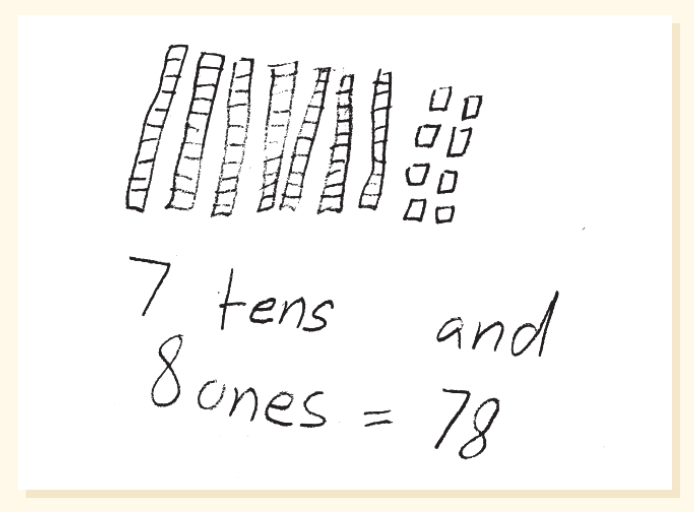 7 tens and
8 ones = 78